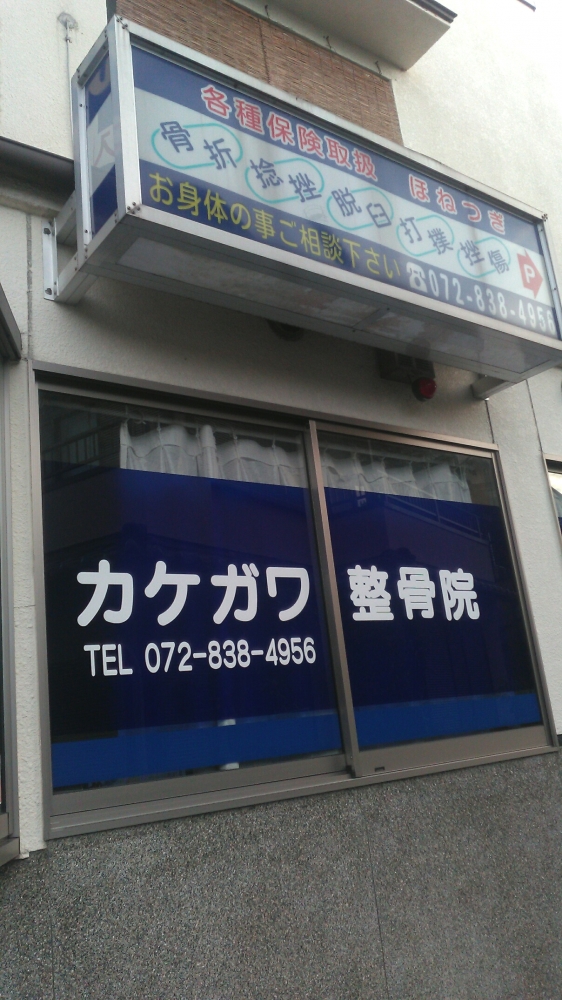 各種保険取扱 ほねつぎ
骨折 捻挫 脱臼 打撲 挫傷
P
お身体の事ご相談下さい ☎072-838-4956
カケガワ 整骨院
TEL 072-838-4956